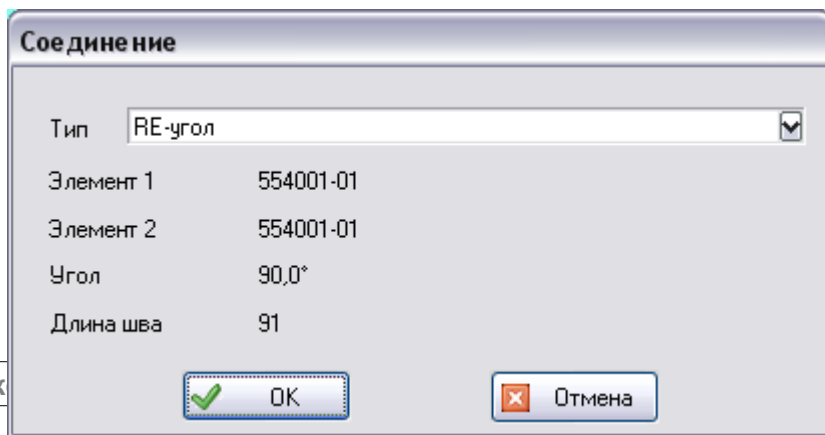 Соединение
Тип RE-угол
Элемент 1 554001-01
Элемент 2 554001-01
Угол 90,0°
Длина шва 91
OK Отмена